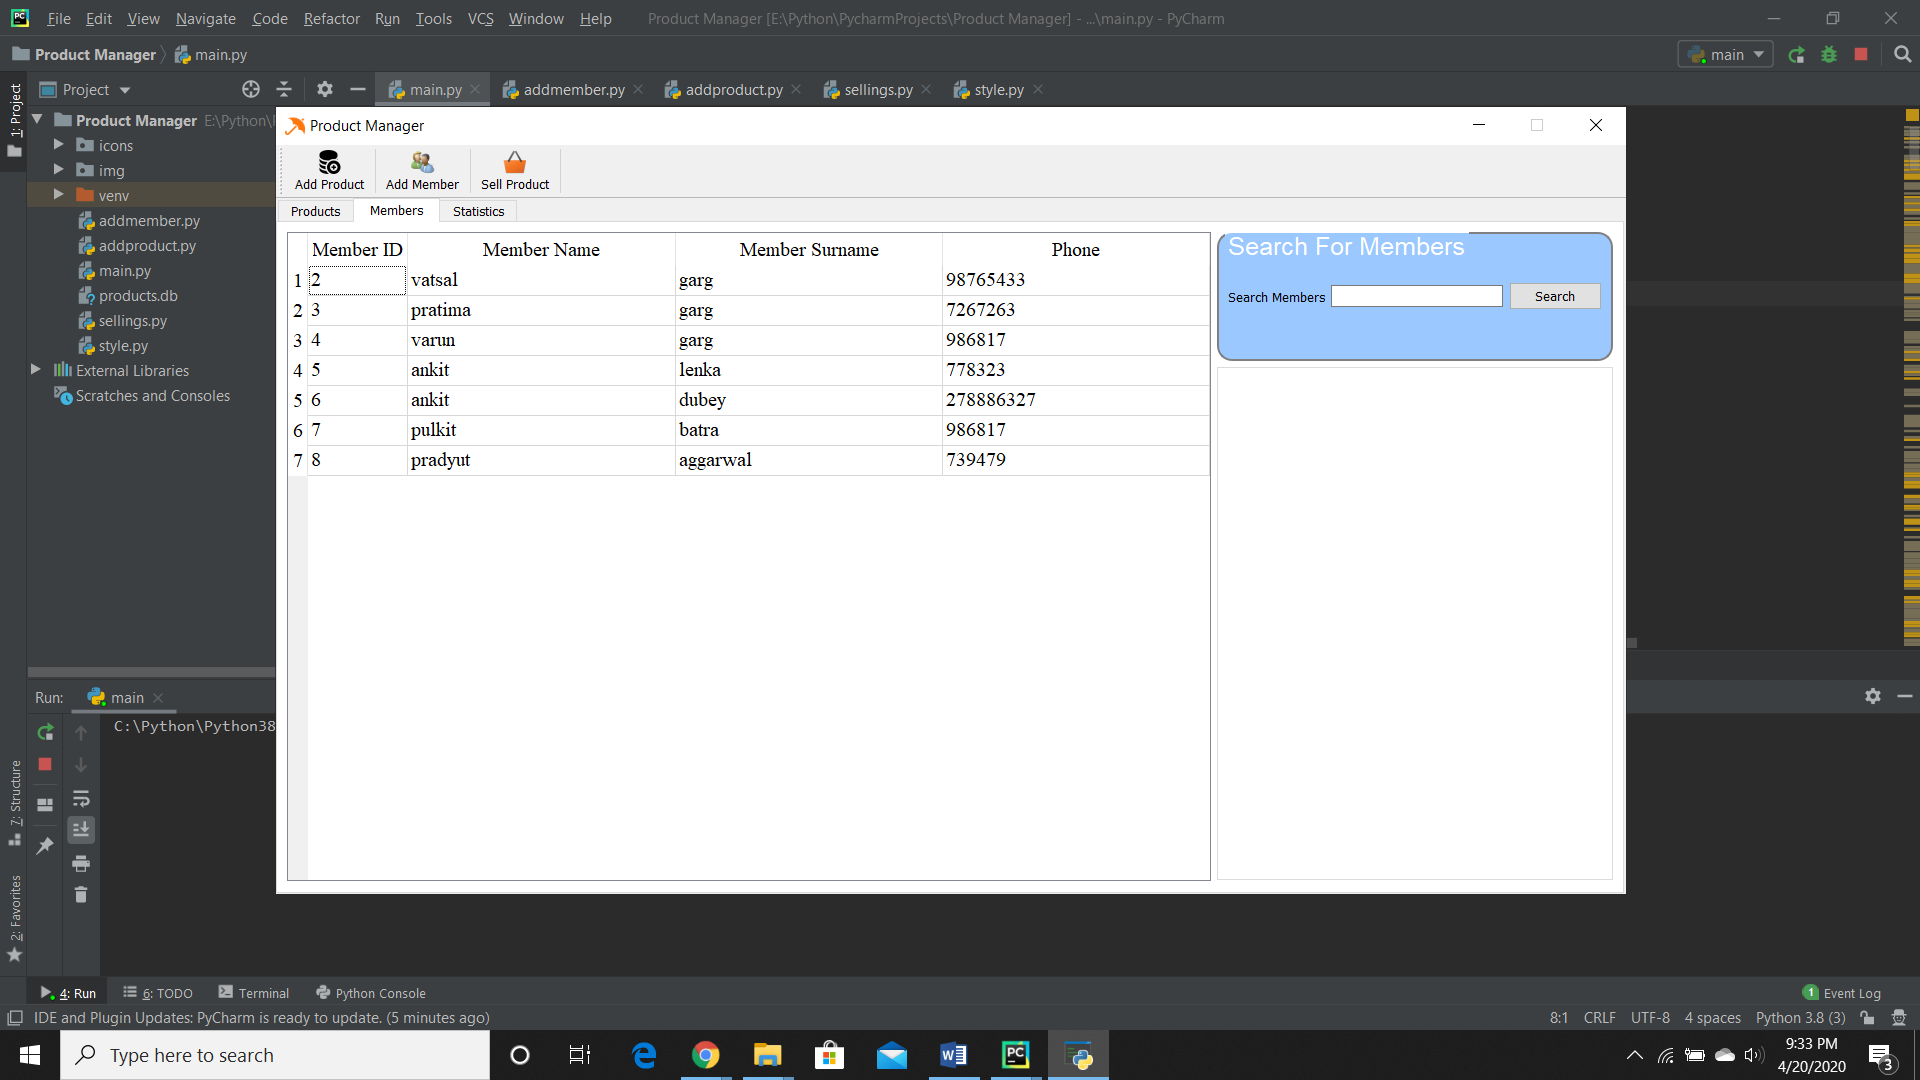 File Edit View Navigate Code Refactor Run Tools VCS Window Help Product Manager [E:\Python\PycharmProjects\Product Manager] - ...\main.py - PyCharm
Product Manager main.py main
1: Project Project main.py addmember.py addproduct.py sellings.py style.py
Product Manager E:\Python\
icons
img
venv
addmember.py
addproduct.py
main.py
products.db
sellings.py
style.py
External Libraries
Scratches and Consoles
Product Manager
Add Product Add Member Sell Product
Products Members Statistics
Member ID Member Name Member Surname Phone
1 2 vatsal garg 98765433
2 3 pratima garg 7267263
3 4 varun garg 986817
4 5 ankit lenka 778323
5 6 ankit dubey 278886327
6 7 pulkit batra 986817
7 8 pradyut aggarwal 739479
Search For Members
Search Members Search
Run: main
C:\Python\Python38
7: Structure
2: Favorites
4: Run 6: TODO Terminal Python Console 1 Event Log
IDE and Plugin Updates: PyCharm is ready to update. (5 minutes ago) 8:1 CRLF UTF-8 4 spaces Python 3.8 (3)
Type here to search
9:33 PM
4/20/2020
3